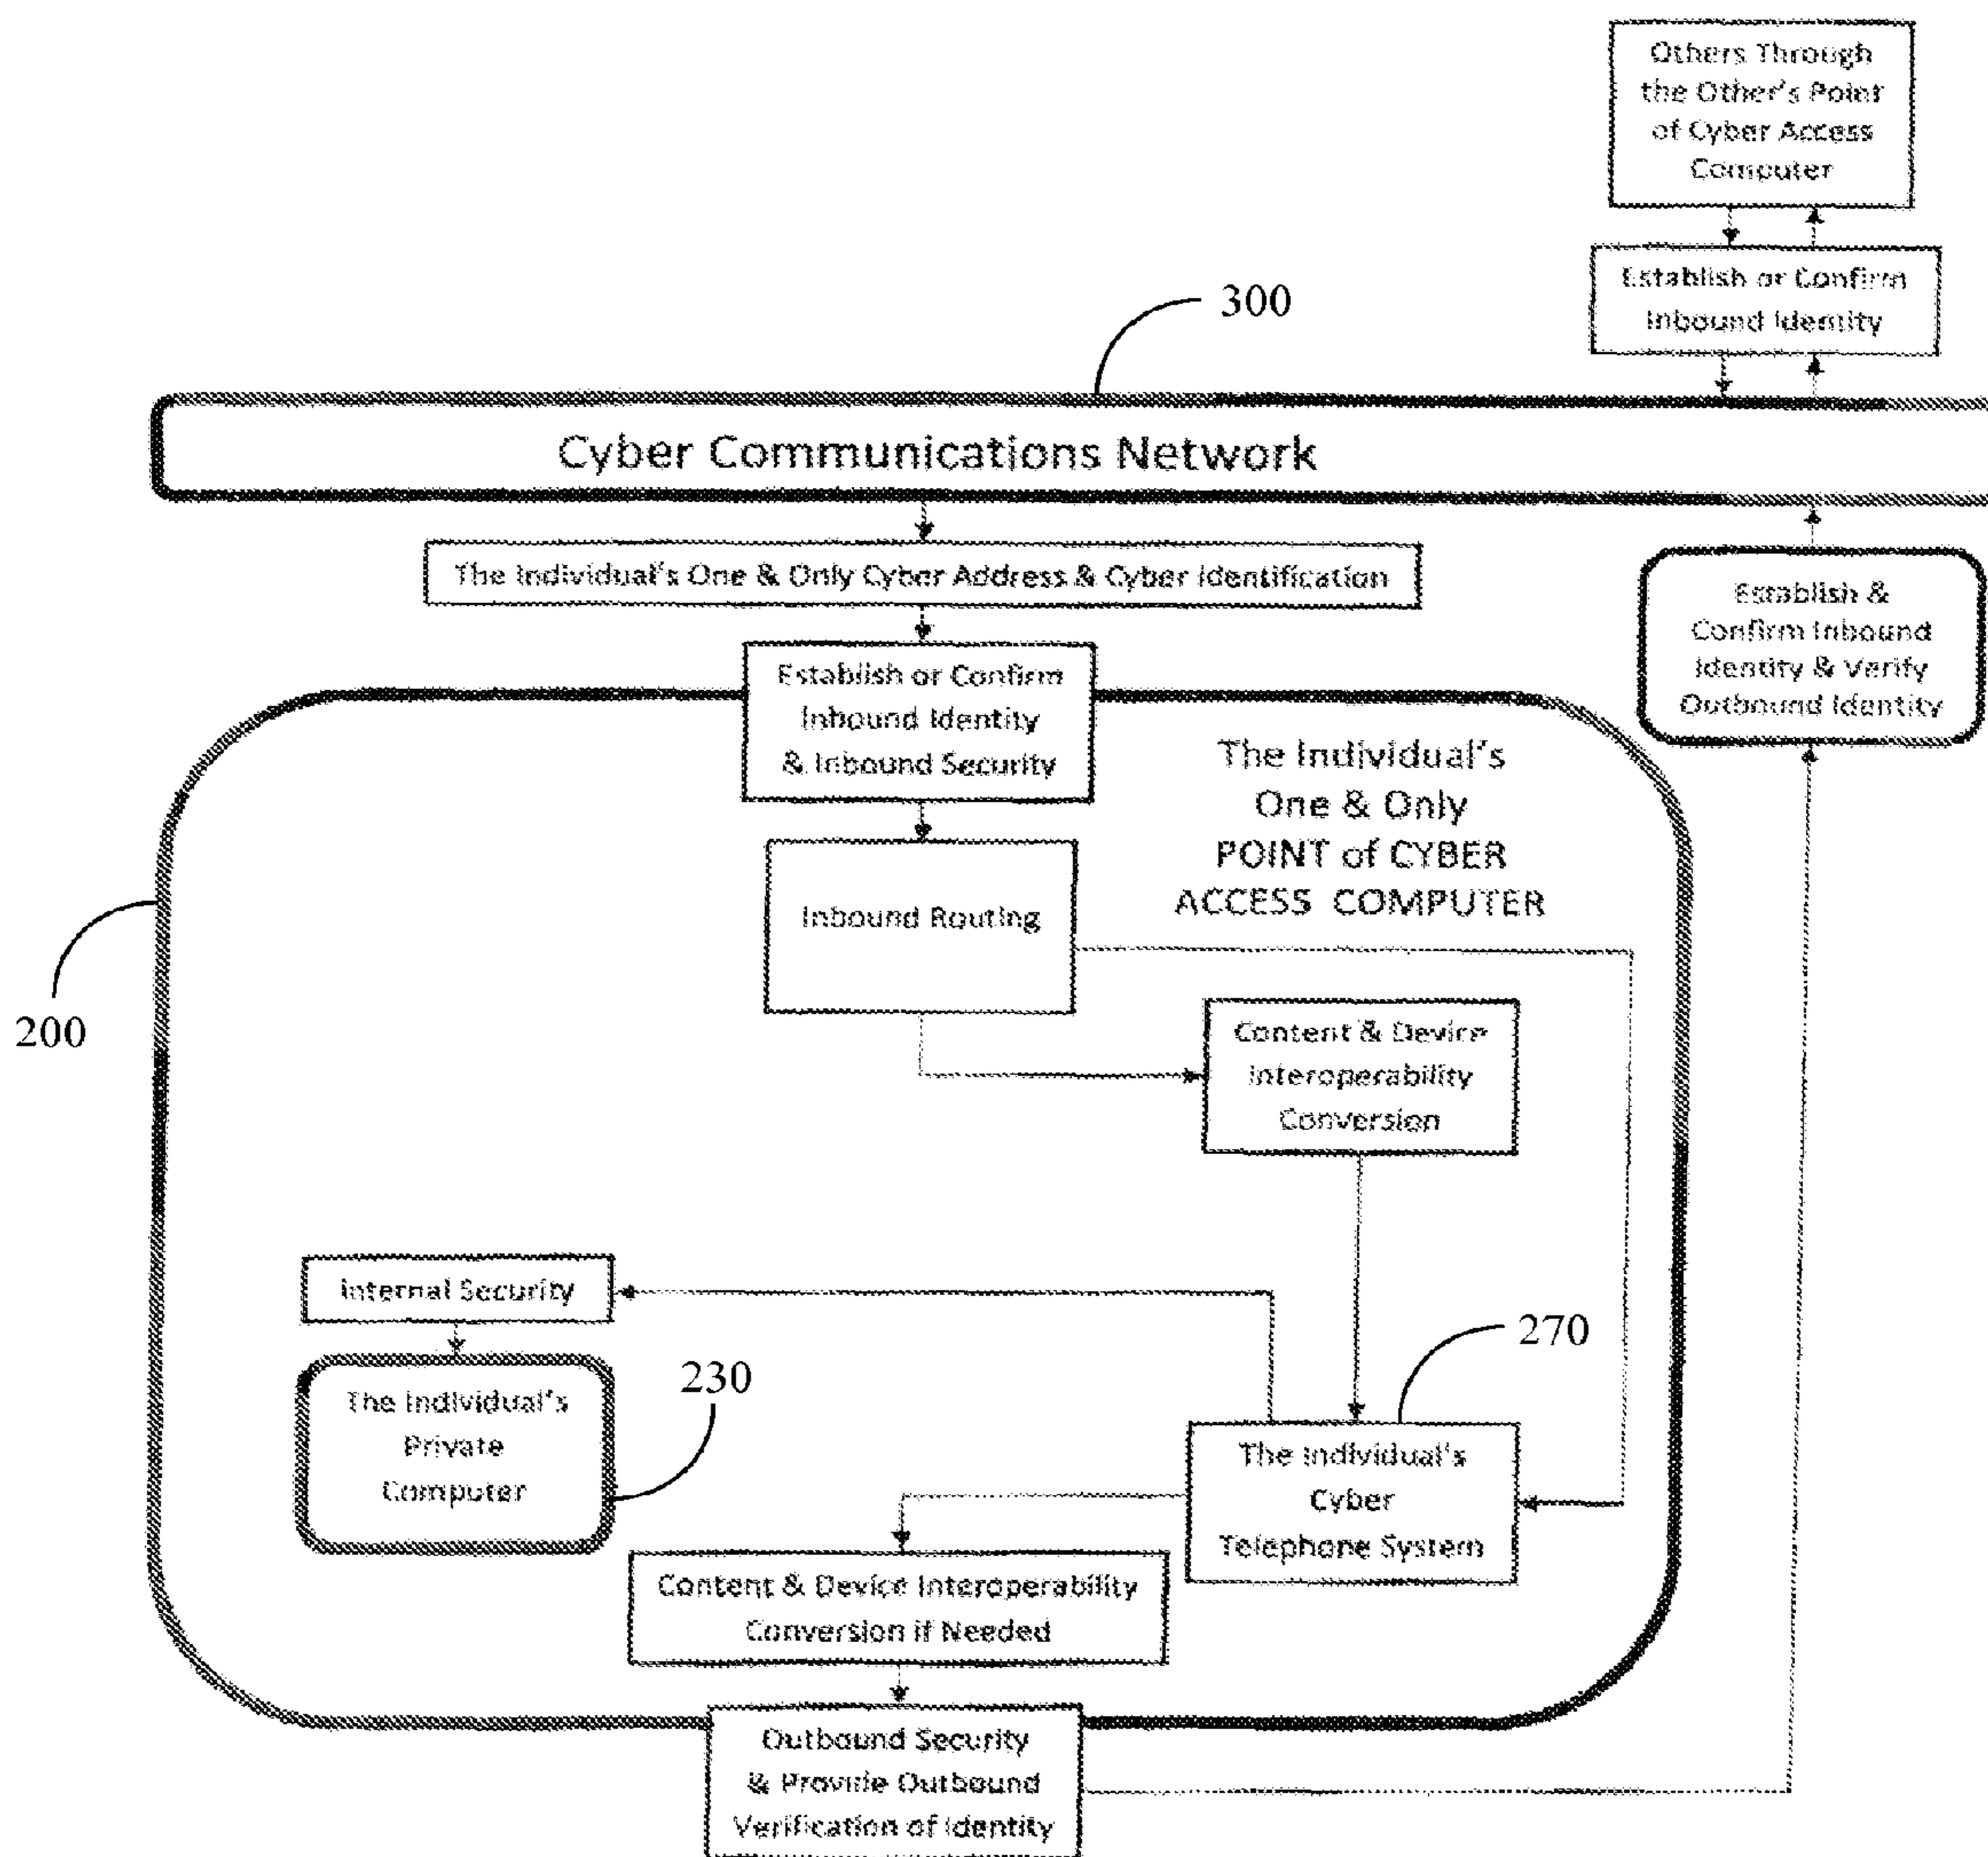 Others Through
the Other's Point
of Cyber Access
Computer
Establish or Confirm
Inbound Identity
300
Cyber Communications Network
The Individual's One & Only Cyber Address & Cyber Identification
Establish &
Confirm Inbound
Identity & Verify
Outbound Identity
Establish or Confirm
Inbound Identity
& Inbound Security
The Individual's
One & Only
POINT of CYBER
ACCESS COMPUTER
Inbound Routing
200
Content & Device
Interoperability
Conversion
Internal Security
270
230
The Individual's
Private
Computer
The Individual's
Cyber
Telephone System
Content & Device Interoperability
Conversion if Needed
Outbound Security
& Provide Outbound
Verification of Identity